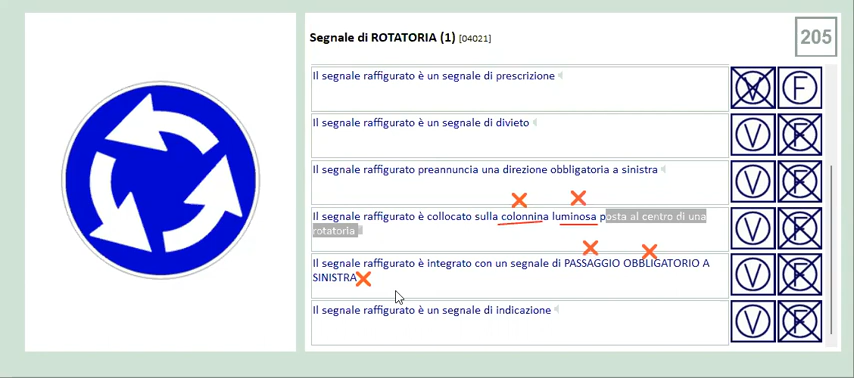 Segnale di ROTATORIA (1) [04021]
205
Il segnale raffigurato è un segnale di prescrizione
V F
Il segnale raffigurato è un segnale di divieto
V F
Il segnale raffigurato preannuncia una direzione obbligatoria a sinistra
V F
Il segnale raffigurato è collocato sulla colonnina luminosa posta al centro di una
rotatoria
V F
Il segnale raffigurato è integrato con un segnale di PASSAGGIO OBBLIGATORIO A
SINISTRA
V F
Il segnale raffigurato è un segnale di indicazione
V F